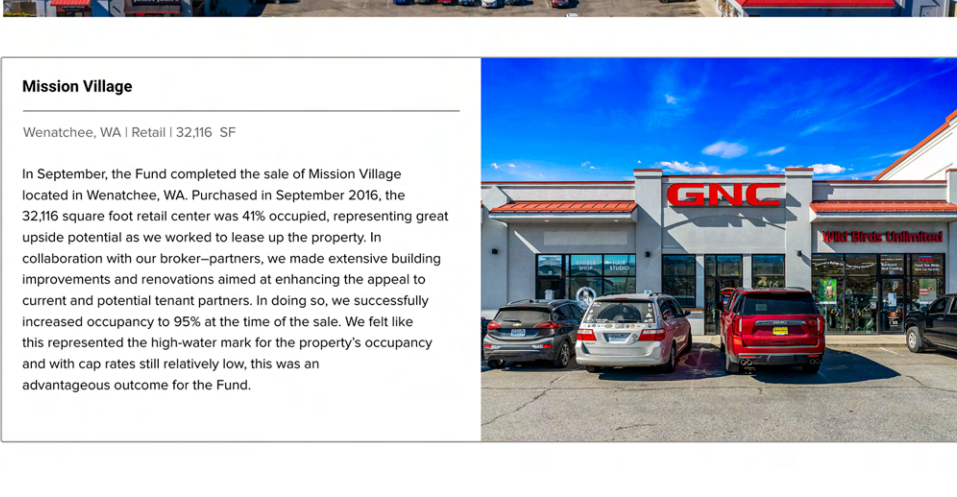 Mission Village
Wenatchee, WA | Retail | 32,116 SF
In September, the Fund completed the sale of Mission Village
located in Wenatchee, WA. Purchased in September 2016, the
32,116 square foot retail center was 41% occupied, representing great
upside potential as we worked to lease up the property. In
collaboration with our broker–partners, we made extensive building
improvements and renovations aimed at enhancing the appeal to
current and potential tenant partners. In doing so, we successfully
increased occupancy to 95% at the time of the sale. We felt like
this represented the high-water mark for the property's occupancy
and with cap rates still relatively low, this was an
advantageous outcome for the Fund.
GNC
Wild Birds Unlimited
BARBER SHOP
HAIR STUDIO